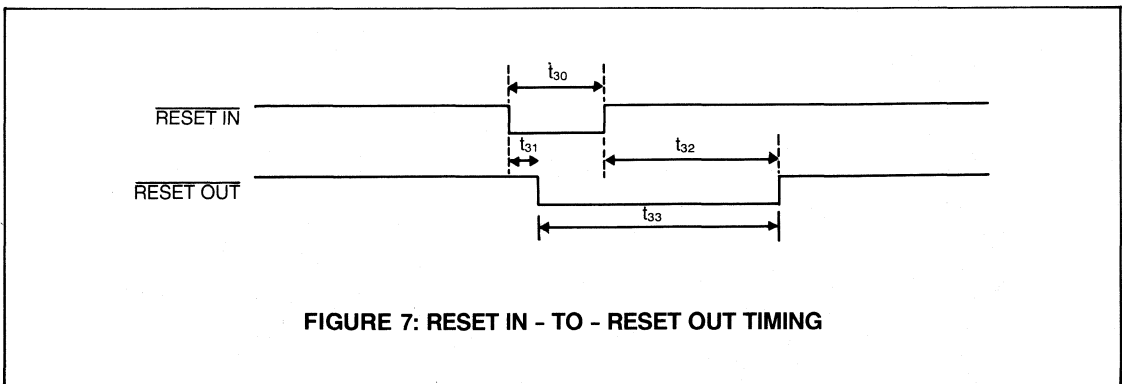 t30
RESET IN
t31
t32
RESET OUT
t33
FIGURE 7: RESET IN - TO - RESET OUT TIMING